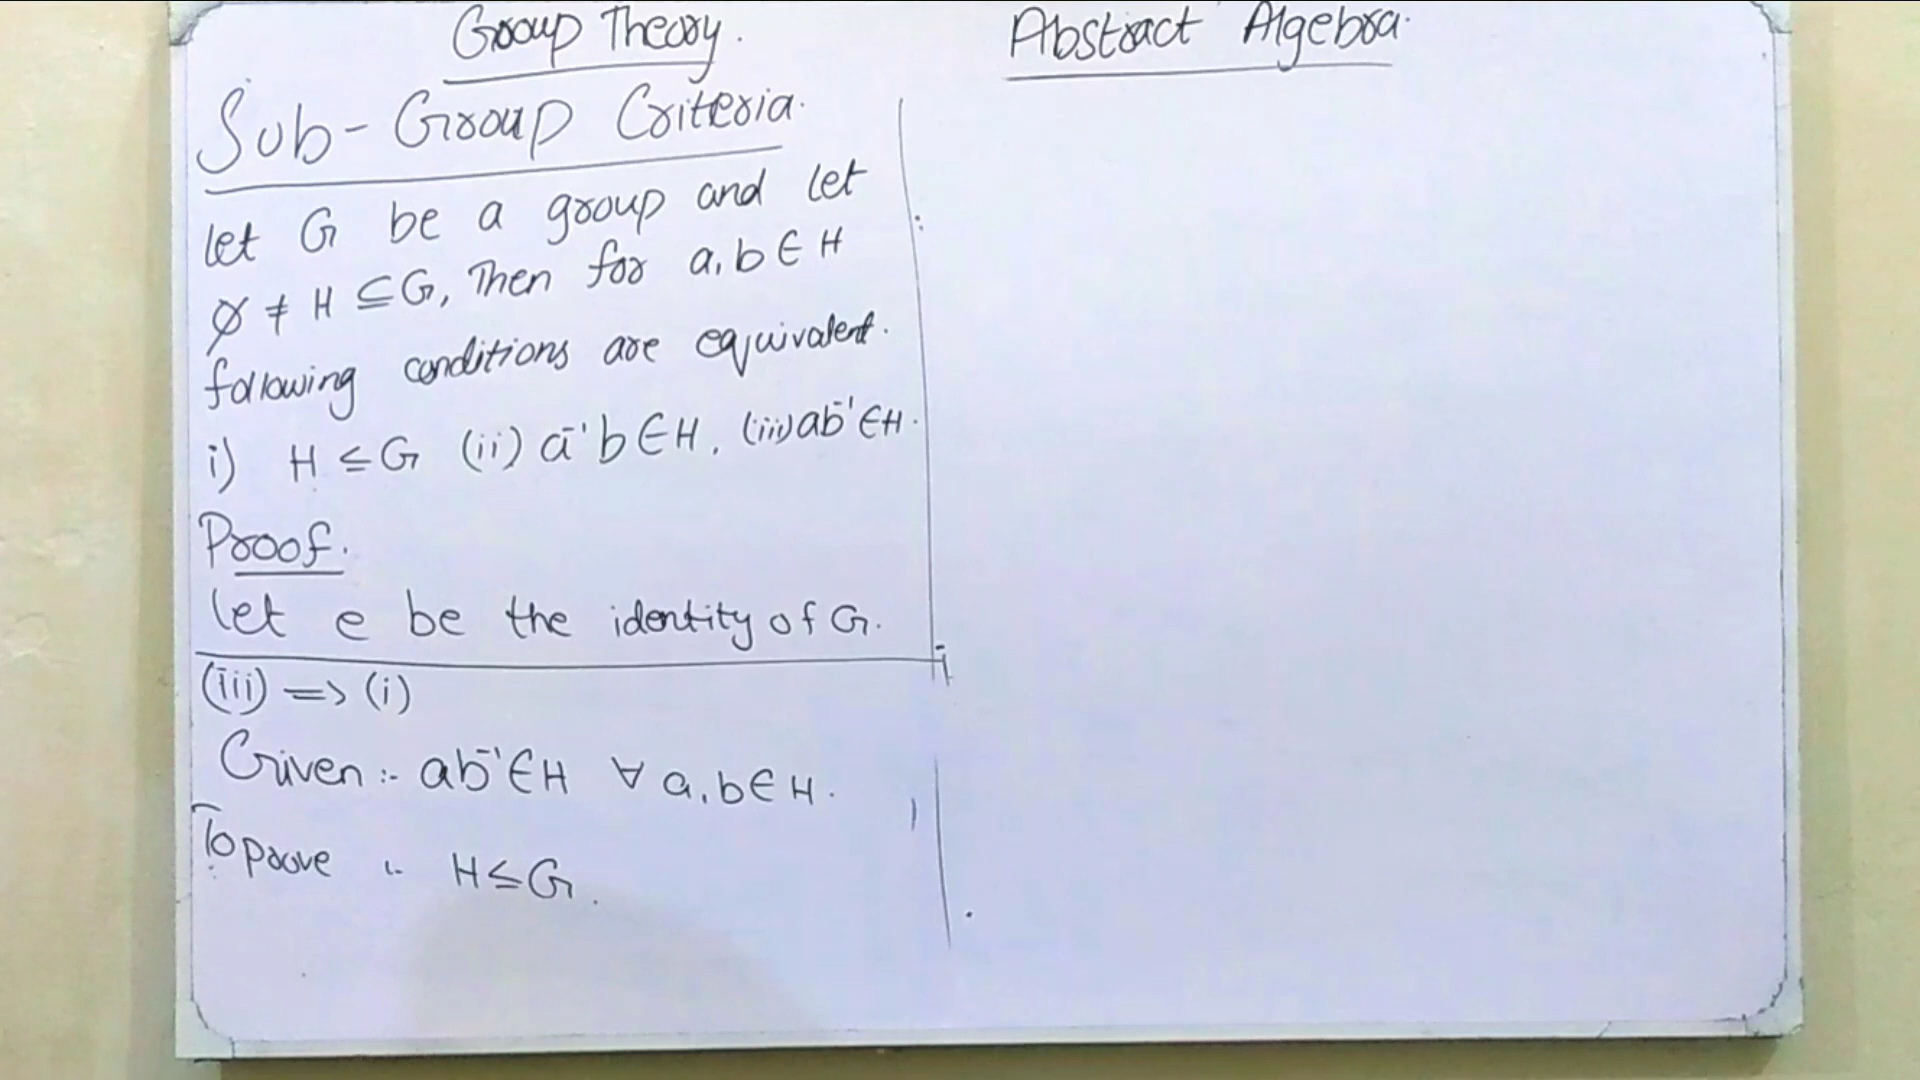 Group Theory.
Abstract Algebra.
Sub-Group Criteria.
let G be a group and let
∅ ≠ H ⊆ G, Then for a, b ∈ H
following conditions are equivalent.
i) H ≤ G (ii) a⁻¹b ∈ H. (iii) ab⁻¹ ∈ H.
Proof.
let e be the identity of G.
(iii) => (i)
Given :- ab⁻¹ ∈ H ∀ a, b ∈ H.
To prove :- H ≤ G.